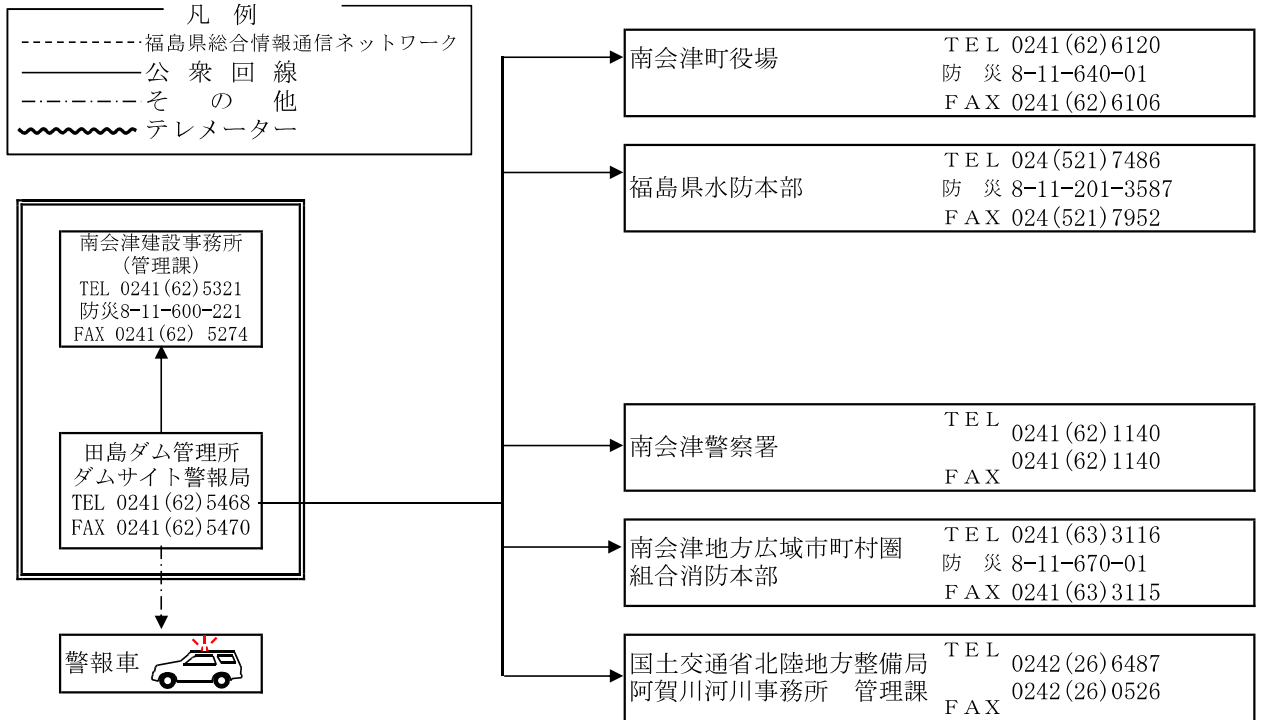 凡 例
福島県総合情報通信ネットワーク
公 衆 回 線
そ の 他
テレメーター
南会津建設事務所
(管理課)
TEL 0241(62)5321
防災8-11-600-221
FAX 0241(62) 5274
田島ダム管理所
ダムサイト警報局
TEL 0241(62)5468
FAX 0241(62)5470
警報車
南会津町役場
ＴＥＬ 0241(62)6120
防　災 8-11-640-01
ＦＡＸ 0241(62)6106
福島県水防本部
ＴＥＬ 024(521)7486
防　災 8-11-201-3587
ＦＡＸ 024(521)7952
南会津警察署
ＴＥＬ
0241(62)1140
0241(62)1140
ＦＡＸ
南会津地方広域市町村圏
組合消防本部
ＴＥＬ 0241(63)3116
防　災 8-11-670-01
ＦＡＸ 0241(63)3115
国土交通省北陸地方整備局
阿賀川河川事務所　管理課
ＴＥＬ
0242(26)6487
0242(26)0526
ＦＡＸ